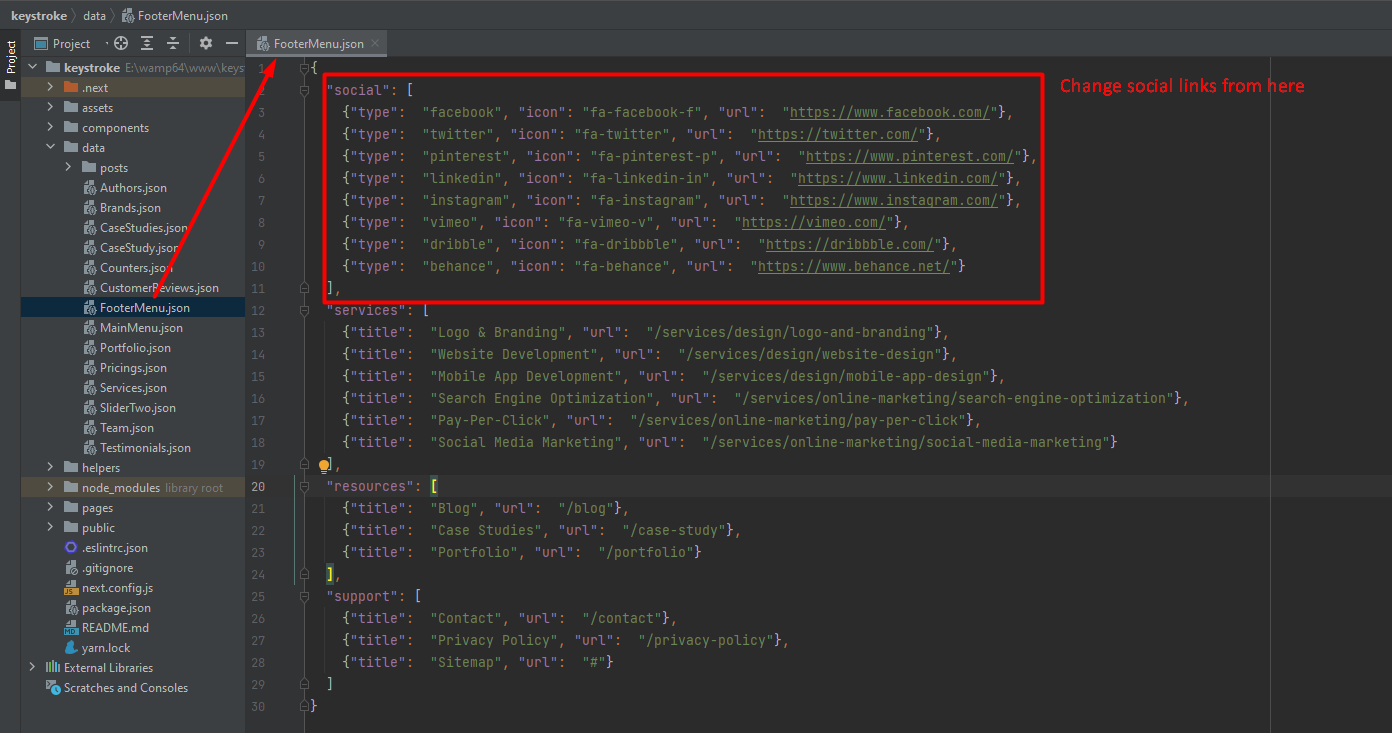 keystroke data FooterMenu.json
Project
Project
FooterMenu.json
keystroke E:\wamp64\www\keys
.next
assets
components
data
posts
Authors.json
Brands.json
CaseStudies.json
CaseStudy.json
Counters.json
CustomerReviews.json
FooterMenu.json
MainMenu.json
Portfolio.json
Pricings.json
Services.json
SliderTwo.json
Team.json
Testimonials.json
helpers
node_modules library root
pages
public
.eslintrc.json
.gitignore
next.config.js
package.json
README.md
yarn.lock
External Libraries
Scratches and Consoles
1 {
2 "social": [
3 {"type": "facebook", "icon": "fa-facebook-f", "url": "https://www.facebook.com/"},
4 {"type": "twitter", "icon": "fa-twitter", "url": "https://twitter.com/"},
5 {"type": "pinterest", "icon": "fa-pinterest-p", "url": "https://www.pinterest.com/"},
6 {"type": "linkedin", "icon": "fa-linkedin-in", "url": "https://www.linkedin.com/"},
7 {"type": "instagram", "icon": "fa-instagram", "url": "https://www.instagram.com/"},
8 {"type": "vimeo", "icon": "fa-vimeo-v", "url": "https://vimeo.com/"},
9 {"type": "dribble", "icon": "fa-dribbble", "url": "https://dribbble.com/"},
10 {"type": "behance", "icon": "fa-behance", "url": "https://www.behance.net/"}
11 ],
12 "services": [
13 {"title": "Logo & Branding", "url": "/services/design/logo-and-branding"},
14 {"title": "Website Development", "url": "/services/design/website-design"},
15 {"title": "Mobile App Development", "url": "/services/design/mobile-app-design"},
16 {"title": "Search Engine Optimization", "url": "/services/online-marketing/search-engine-optimization"},
17 {"title": "Pay-Per-Click", "url": "/services/online-marketing/pay-per-click"},
18 {"title": "Social Media Marketing", "url": "/services/online-marketing/social-media-marketing"}
19 ],
20 "resources": [
21 {"title": "Blog", "url": "/blog"},
22 {"title": "Case Studies", "url": "/case-study"},
23 {"title": "Portfolio", "url": "/portfolio"}
24 ],
25 "support": [
26 {"title": "Contact", "url": "/contact"},
27 {"title": "Privacy Policy", "url": "/privacy-policy"},
28 {"title": "Sitemap", "url": "#"}
29 ]
30 }
Change social links from here